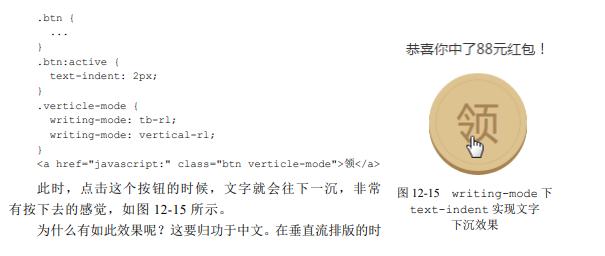 .btn {
  ...
}
.btn:active {
  text-indent: 2px;
}
.verticle-mode {
  writing-mode: tb-rl;
  writing-mode: vertical-rl;
}
<a href="javascript:" class="btn verticle-mode">领</a>
此时，点击这个按钮的时候，文字就会往下一沉，非常
有按下去的感觉，如图 12-15 所示。
为什么有如此效果呢？这要归功于中文。在垂直流排版的时
恭喜你中了88元红包！
领
图 12-15 writing-mode 下
text-indent 实现文字
下沉效果